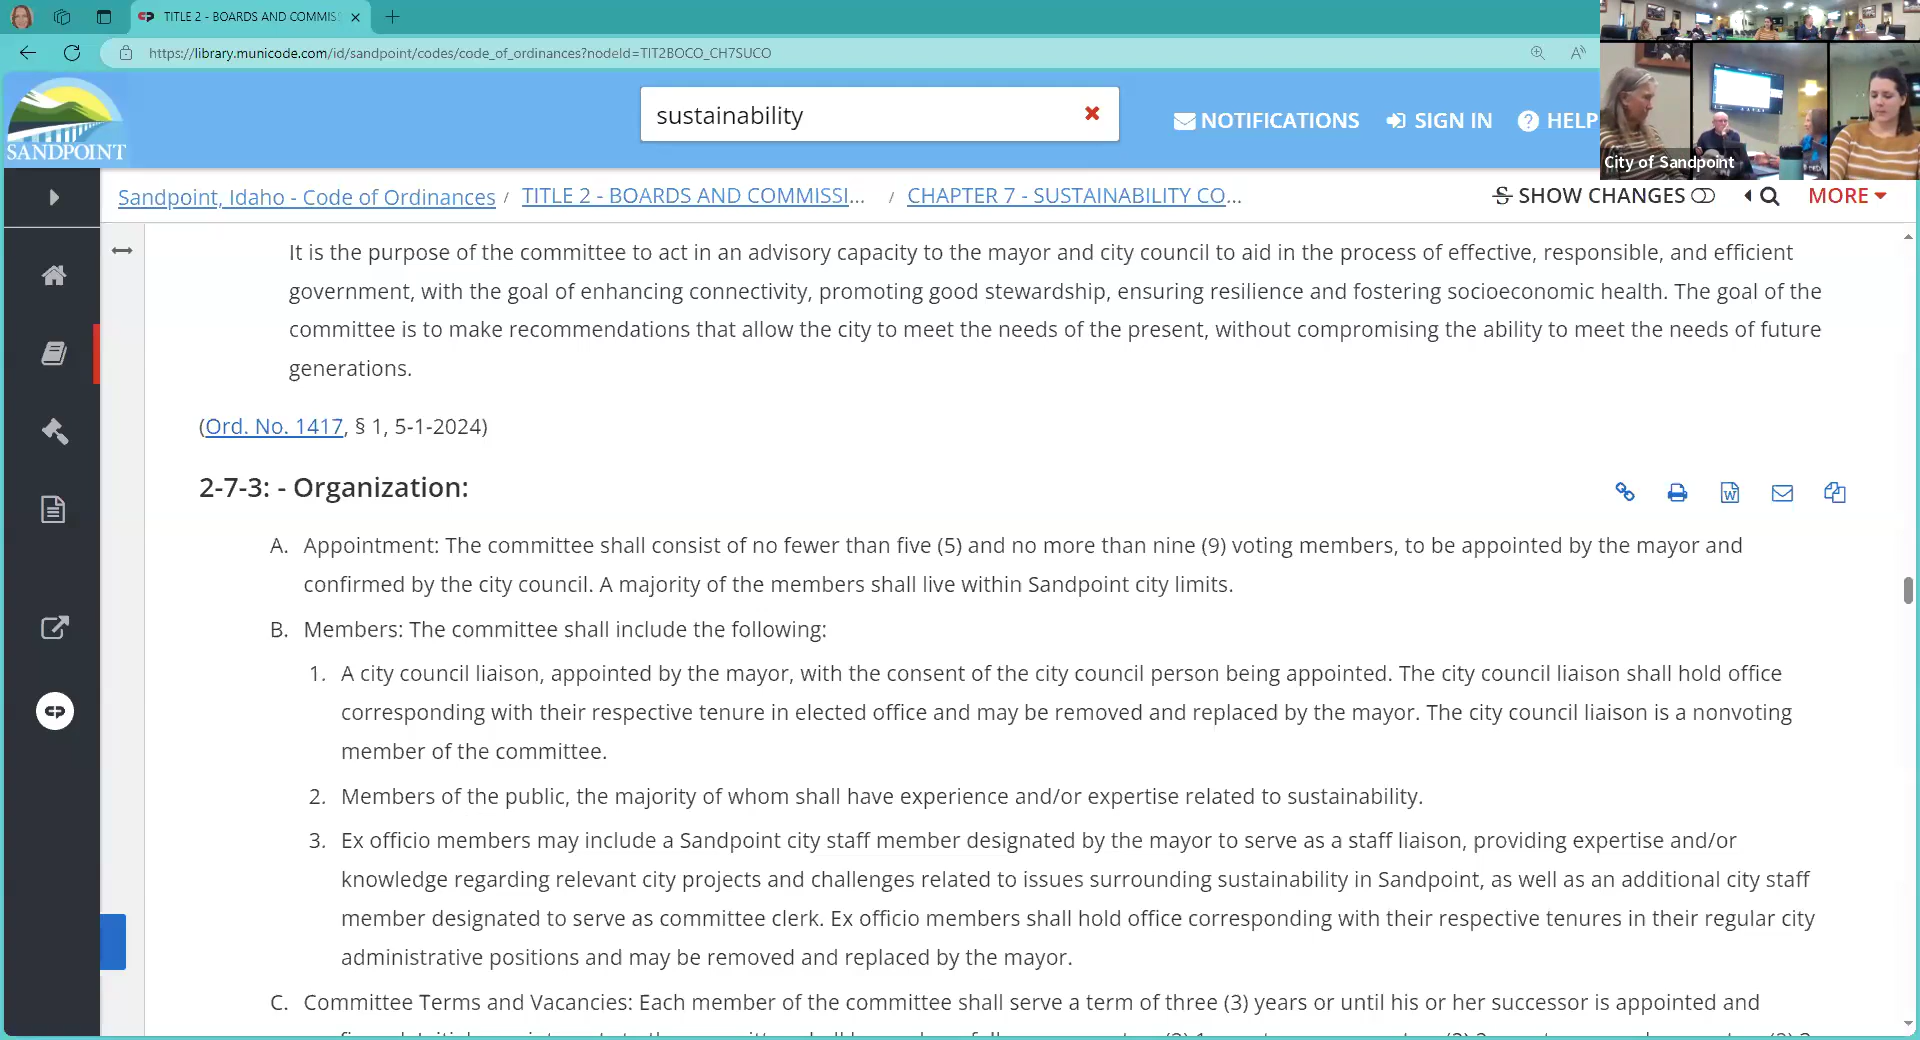 TITLE 2 - BOARDS AND COMMIS
https://library.municode.com/id/sandpoint/codes/code_of_ordinances?nodeId=TIT2BOCO_CH7SUCO
SANDPOINT
sustainability
NOTIFICATIONS
SIGN IN
HELP
City of Sandpoint
Sandpoint, Idaho - Code of Ordinances / TITLE 2 - BOARDS AND COMMISSI... / CHAPTER 7 - SUSTAINABILITY CO...
SHOW CHANGES
MORE
It is the purpose of the committee to act in an advisory capacity to the mayor and city council to aid in the process of effective, responsible, and efficient
government, with the goal of enhancing connectivity, promoting good stewardship, ensuring resilience and fostering socioeconomic health. The goal of the
committee is to make recommendations that allow the city to meet the needs of the present, without compromising the ability to meet the needs of future
generations.
(Ord. No. 1417, § 1, 5-1-2024)
2-7-3: - Organization:
A. Appointment: The committee shall consist of no fewer than five (5) and no more than nine (9) voting members, to be appointed by the mayor and
confirmed by the city council. A majority of the members shall live within Sandpoint city limits.
B. Members: The committee shall include the following:
1. A city council liaison, appointed by the mayor, with the consent of the city council person being appointed. The city council liaison shall hold office
corresponding with their respective tenure in elected office and may be removed and replaced by the mayor. The city council liaison is a nonvoting
member of the committee.
2. Members of the public, the majority of whom shall have experience and/or expertise related to sustainability.
3. Ex officio members may include a Sandpoint city staff member designated by the mayor to serve as a staff liaison, providing expertise and/or
knowledge regarding relevant city projects and challenges related to issues surrounding sustainability in Sandpoint, as well as an additional city staff
member designated to serve as committee clerk. Ex officio members shall hold office corresponding with their respective tenures in their regular city
administrative positions and may be removed and replaced by the mayor.
C. Committee Terms and Vacancies: Each member of the committee shall serve a term of three (3) years or until his or her successor is appointed and